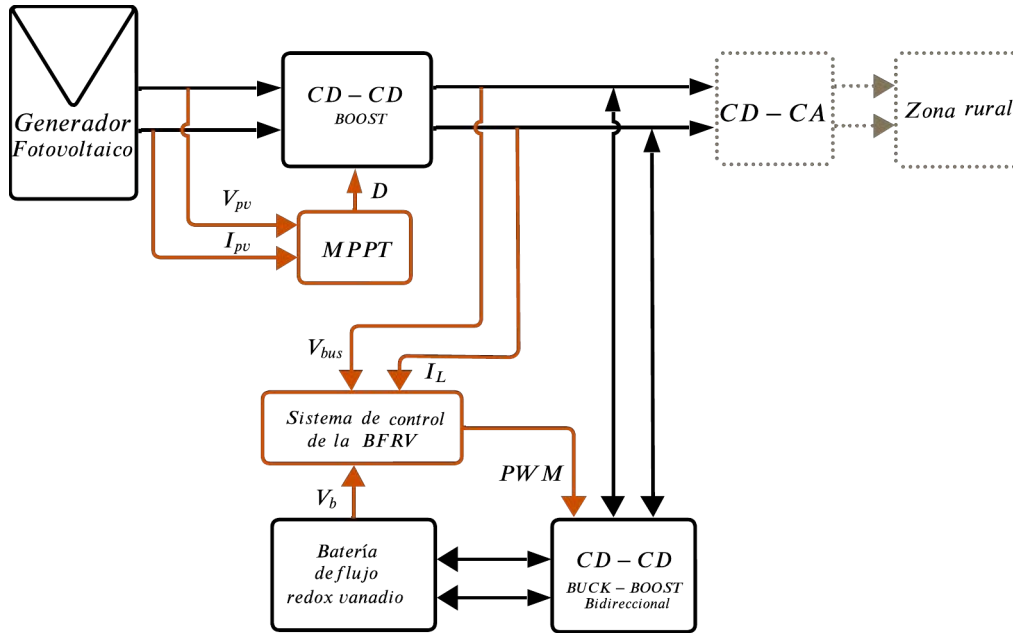 Generador
Fotovoltaico
CD – CD
BOOST
CD – CA
Zona rural
D
V_pv
I_pv
MPPT
V_bus
I_L
Sistema de control
de la BFRV
PWM
V_b
Batería
de flujo
redox vanadio
CD – CD
BUCK – BOOST
Bidireccional